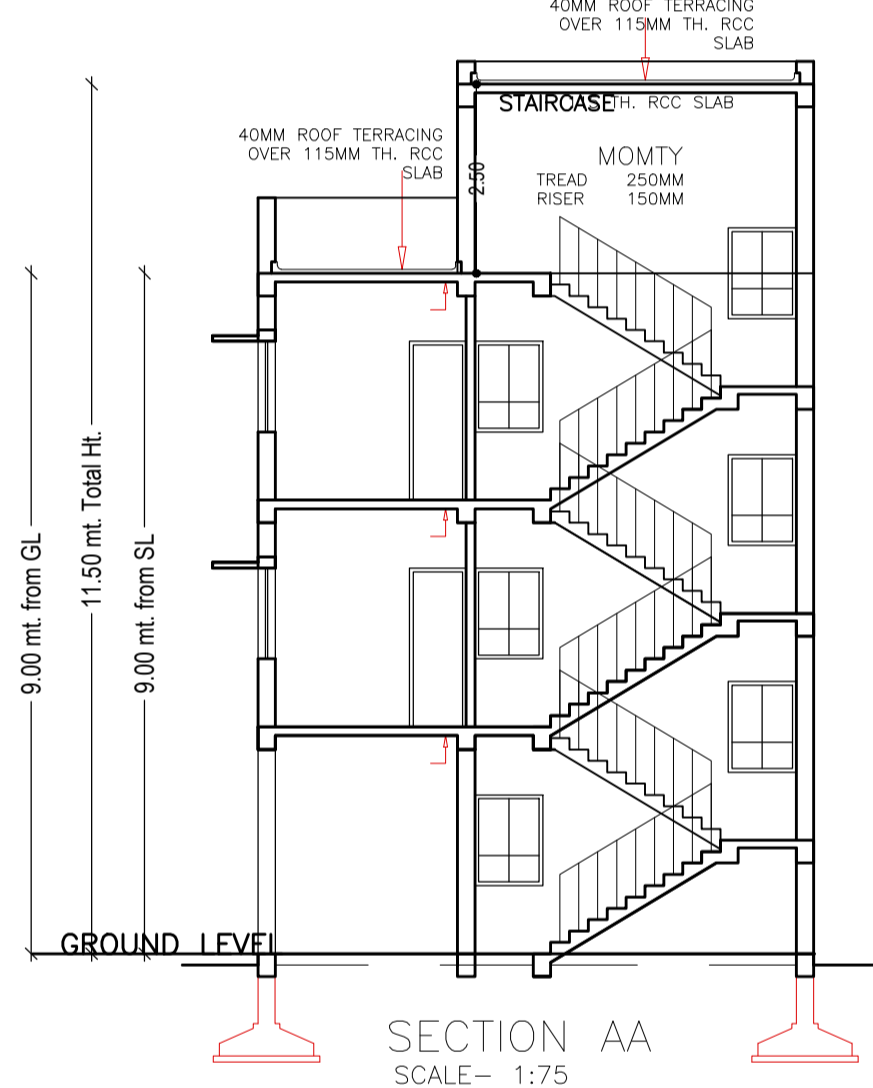 40MM ROOF TERRACING
OVER 115MM TH. RCC
SLAB
STAIRCASE
TH. RCC SLAB
40MM ROOF TERRACING
OVER 115MM TH. RCC
SLAB
2.50
MOMTY
TREAD 250MM
RISER 150MM
9.00 mt. from GL
11.50 mt. Total Ht.
9.00 mt. from SL
GROUND LEVEL
SECTION AA
SCALE- 1:75